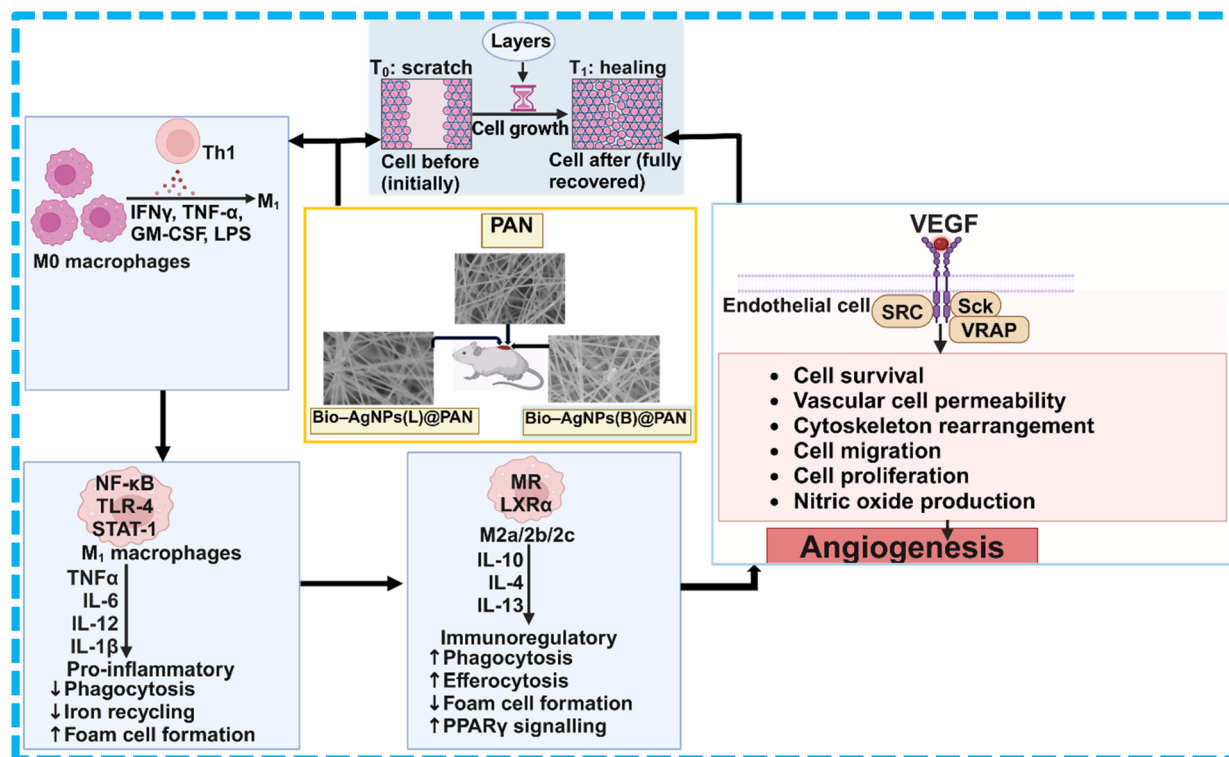 Layers
T₀: scratch
T₁: healing
Cell growth
Cell before
(initially)
Cell after (fully
recovered)
Th1
M₁
IFNγ, TNF-α,
GM-CSF, LPS
M0 macrophages
PAN
Bio–AgNPs(L)@PAN
Bio–AgNPs(B)@PAN
VEGF
Endothelial cell
SRC
Sck
VRAP
• Cell survival
• Vascular cell permeability
• Cytoskeleton rearrangement
• Cell migration
• Cell proliferation
• Nitric oxide production
Angiogenesis
NF-κB
TLR-4
STAT-1
M₁ macrophages
TNFα
IL-6
IL-12
IL-1β
Pro-inflammatory
↓Phagocytosis
↓Iron recycling
↑Foam cell formation
MR
LXRα
M2a/2b/2c
IL-10
IL-4
IL-13
Immunoregulatory
↑Phagocytosis
↑Efferocytosis
↓Foam cell formation
↑PPARγ signalling